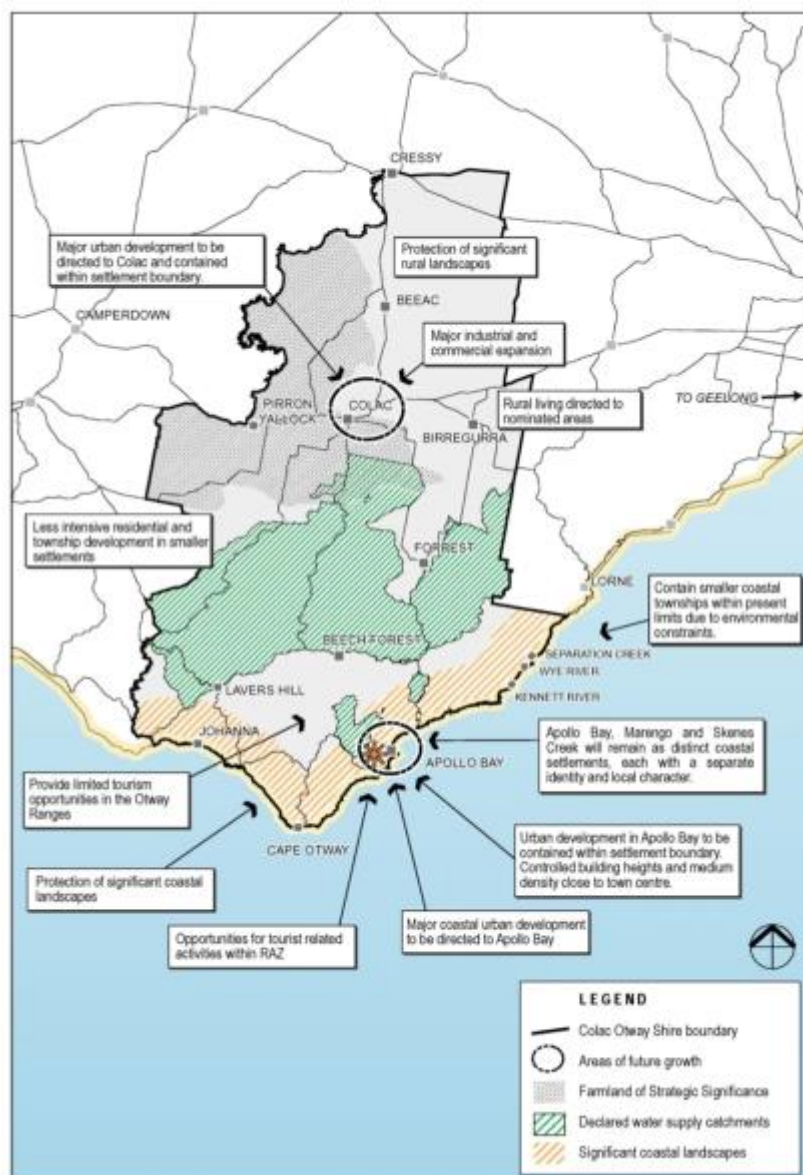 CRESSY
Major urban development to be
directed to Colac and contained
within settlement boundary.
Protection of significant
rural landscapes
BEEAC
CAMPERDOWN
Major industrial and
commercial expansion
TO GEELONG
PIRRON
YALLOCK
COLAC
Rural living directed to
nominated areas
BIRREGURRA
Less intensive residential and
township development in smaller
settlements
FORREST
LORNE
Contain smaller coastal
townships within present
limits due to environmental
constraints.
BEECH FOREST
SEPARATION CREEK
WYE RIVER
KENNETT RIVER
LAVERS HILL
JOHANNA
Apollo Bay, Marengo and Skenes
Creek will remain as distinct coastal
settlements, each with a separate
identity and local character.
APOLLO BAY
Provide limited tourism
opportunities in the Otway
Ranges
CAPE OTWAY
Urban development in Apollo Bay to be
contained within settlement boundary.
Controlled building heights and medium
density close to town centre.
Protection of significant coastal
landscapes
Opportunities for tourist related
activities within RAZ
Major coastal urban development
to be directed to Apollo Bay
LEGEND
Colac Otway Shire boundary
Areas of future growth
Farmland of Strategic Significance
Declared water supply catchments
Significant coastal landscapes